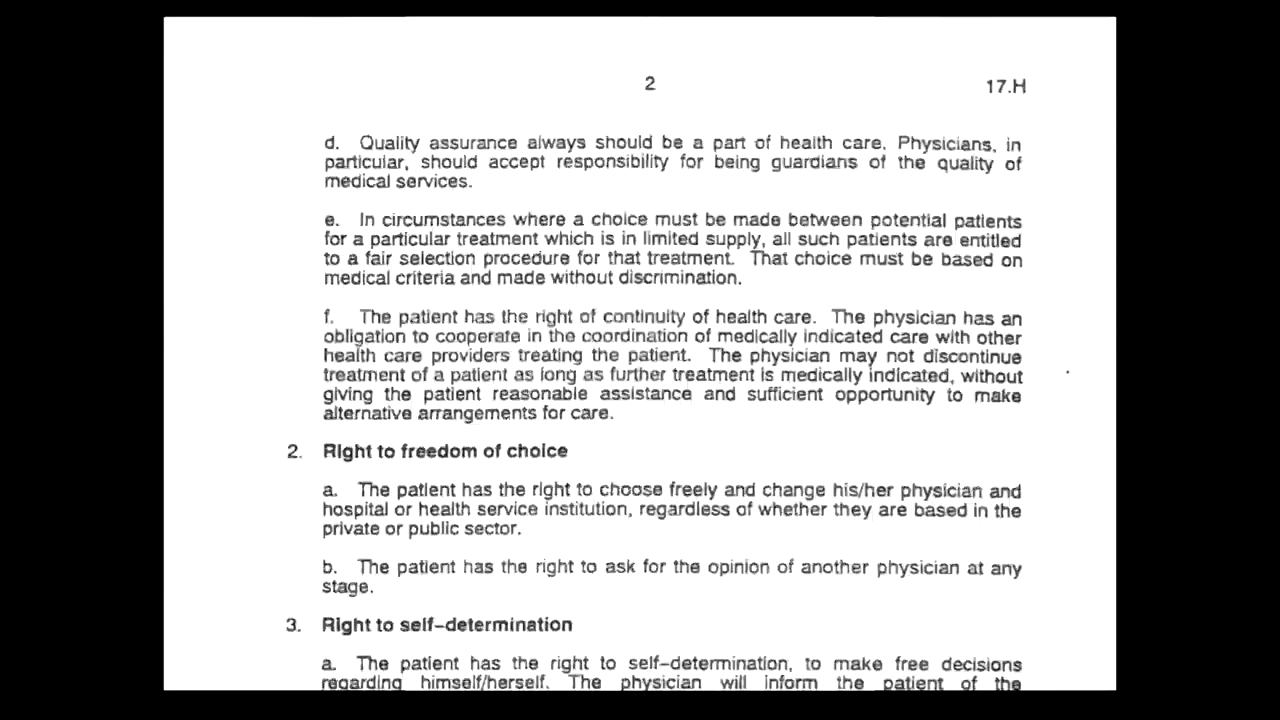 2
17.H
d. Quality assurance always should be a part of health care. Physicians, in
particular, should accept responsibility for being guardians of the quality of
medical services.
e. In circumstances where a choice must be made between potential patients
for a particular treatment which is in limited supply, all such patients are entitled
to a fair selection procedure for that treatment. That choice must be based on
medical criteria and made without discrimination.
f. The patient has the right of continuity of health care. The physician has an
obligation to cooperate in the coordination of medically indicated care with other
health care providers treating the patient. The physician may not discontinue
treatment of a patient as long as further treatment is medically indicated, without
giving the patient reasonable assistance and sufficient opportunity to make
alternative arrangements for care.
2. Right to freedom of choice
a. The patient has the right to choose freely and change his/her physician and
hospital or health service institution, regardless of whether they are based in the
private or public sector.
b. The patient has the right to ask for the opinion of another physician at any
stage.
3. Right to self-determination
a. The patient has the right to self-determination, to make free decisions
regarding himself/herself. The physician will inform the patient of the